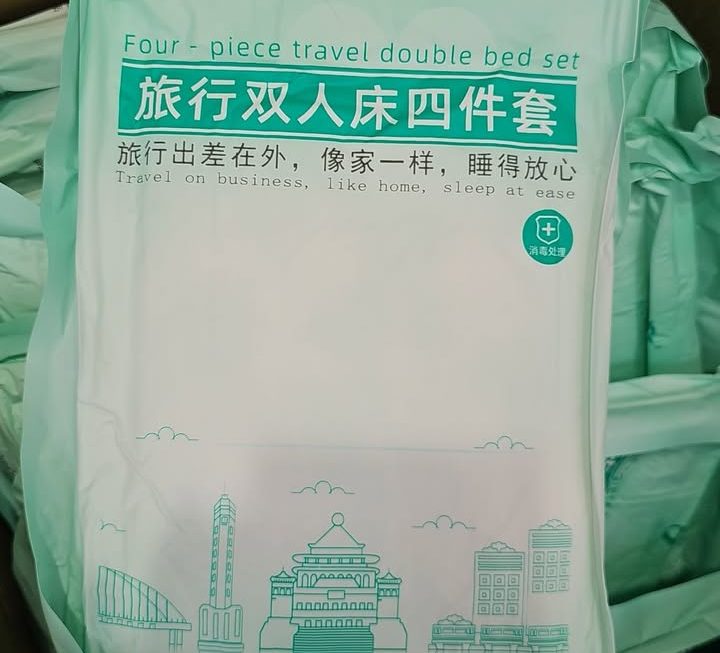 Four - piece travel double bed set
旅行双人床四件套
旅行出差在外，像家一样，睡得放心
Travel on business, like home, sleep at ease
消毒处理